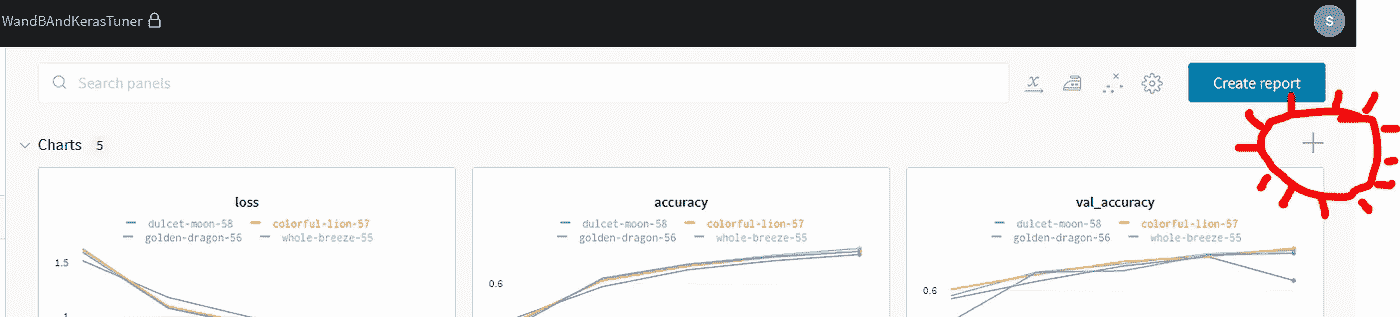 WandBAndKerasTuner
S
Search panels
x
Create report
Charts 5
loss
dulcet-moon-58 colorful-lion-57
golden-dragon-56 whole-breeze-55
1.5
1
accuracy
dulcet-moon-58 colorful-lion-57
golden-dragon-56 whole-breeze-55
0.6
val_accuracy
dulcet-moon-58 colorful-lion-57
golden-dragon-56 whole-breeze-55
0.6